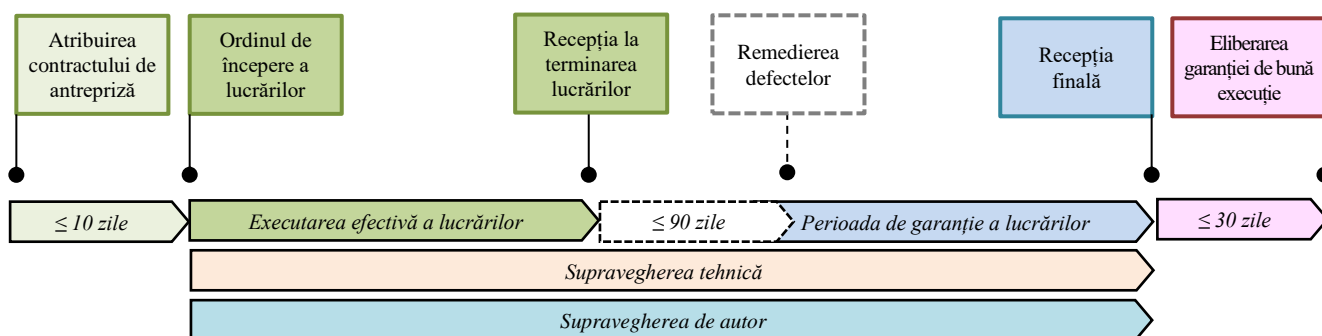 Atribuirea
contractului de
antrepriză
Ordinul de
începere a
lucrărilor
Recepția la
terminarea
lucrărilor
Remedierea
defectelor
Recepția
finală
Eliberarea
garanției de bună
execuție
≤ 10 zile
Executarea efectivă a lucrărilor
≤ 90 zile
Perioada de garanție a lucrărilor
≤ 30 zile
Supravegherea tehnică
Supravegherea de autor